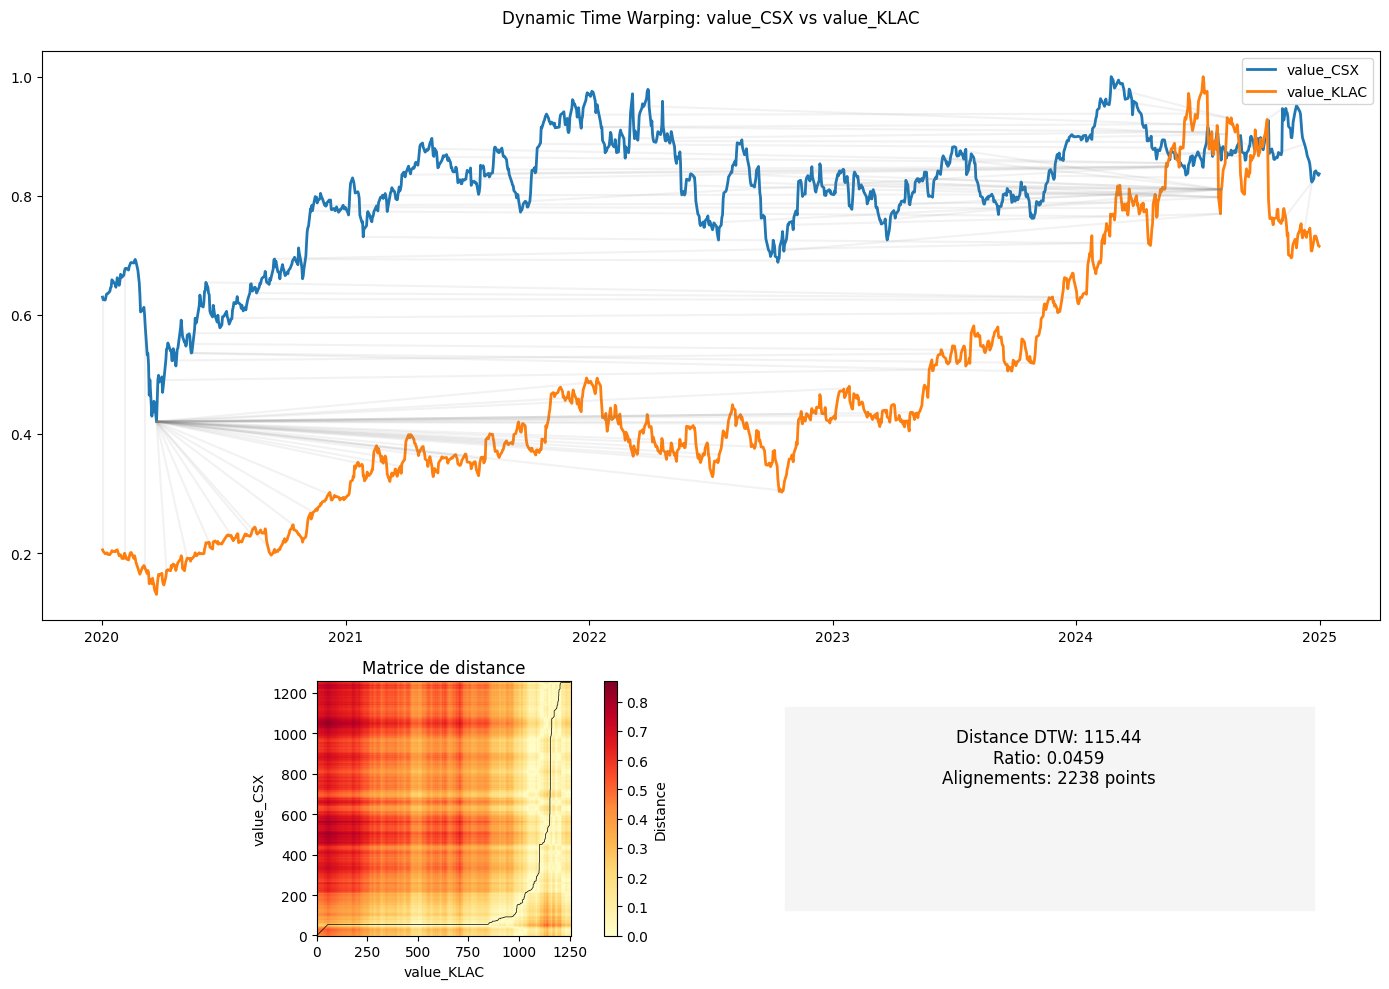 Dynamic Time Warping: value_CSX vs value_KLAC
value_CSX
value_KLAC
1.0
0.8
0.6
0.4
0.2
2020 2021 2022 2023 2024 2025
Matrice de distance
value_CSX
1200
1000
800
600
400
200
0
0 250 500 750 1000 1250
value_KLAC
0.8
0.7
0.6
0.5
0.4
0.3
0.2
0.1
0.0
Distance
Distance DTW: 115.44
Ratio: 0.0459
Alignements: 2238 points